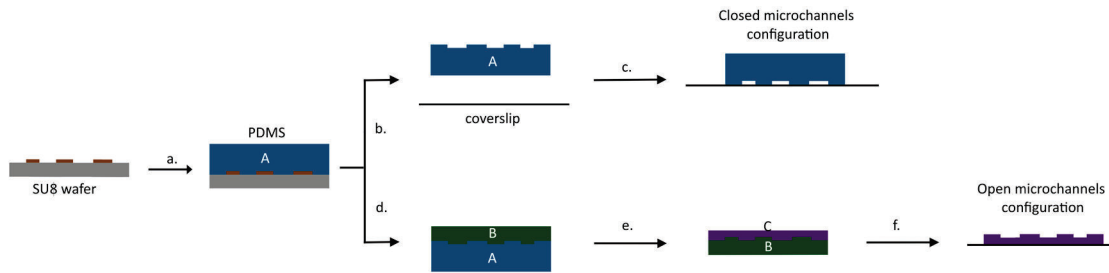 Closed microchannels
configuration
A
c.
coverslip
b.
PDMS
A
a.
SU8 wafer
d.
B
A
e.
C
B
f.
Open microchannels
configuration